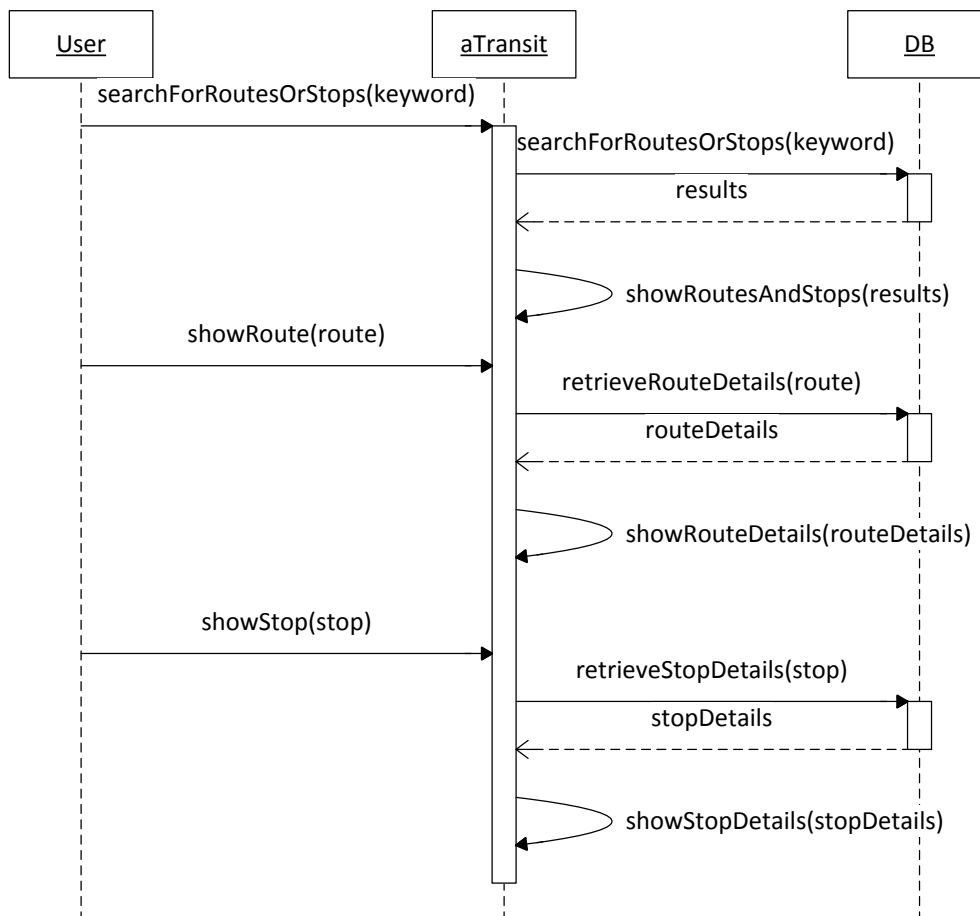 User
aTransit
DB
searchForRoutesOrStops(keyword)
searchForRoutesOrStops(keyword)
results
showRoutesAndStops(results)
showRoute(route)
retrieveRouteDetails(route)
routeDetails
showRouteDetails(routeDetails)
showStop(stop)
retrieveStopDetails(stop)
stopDetails
showStopDetails(stopDetails)